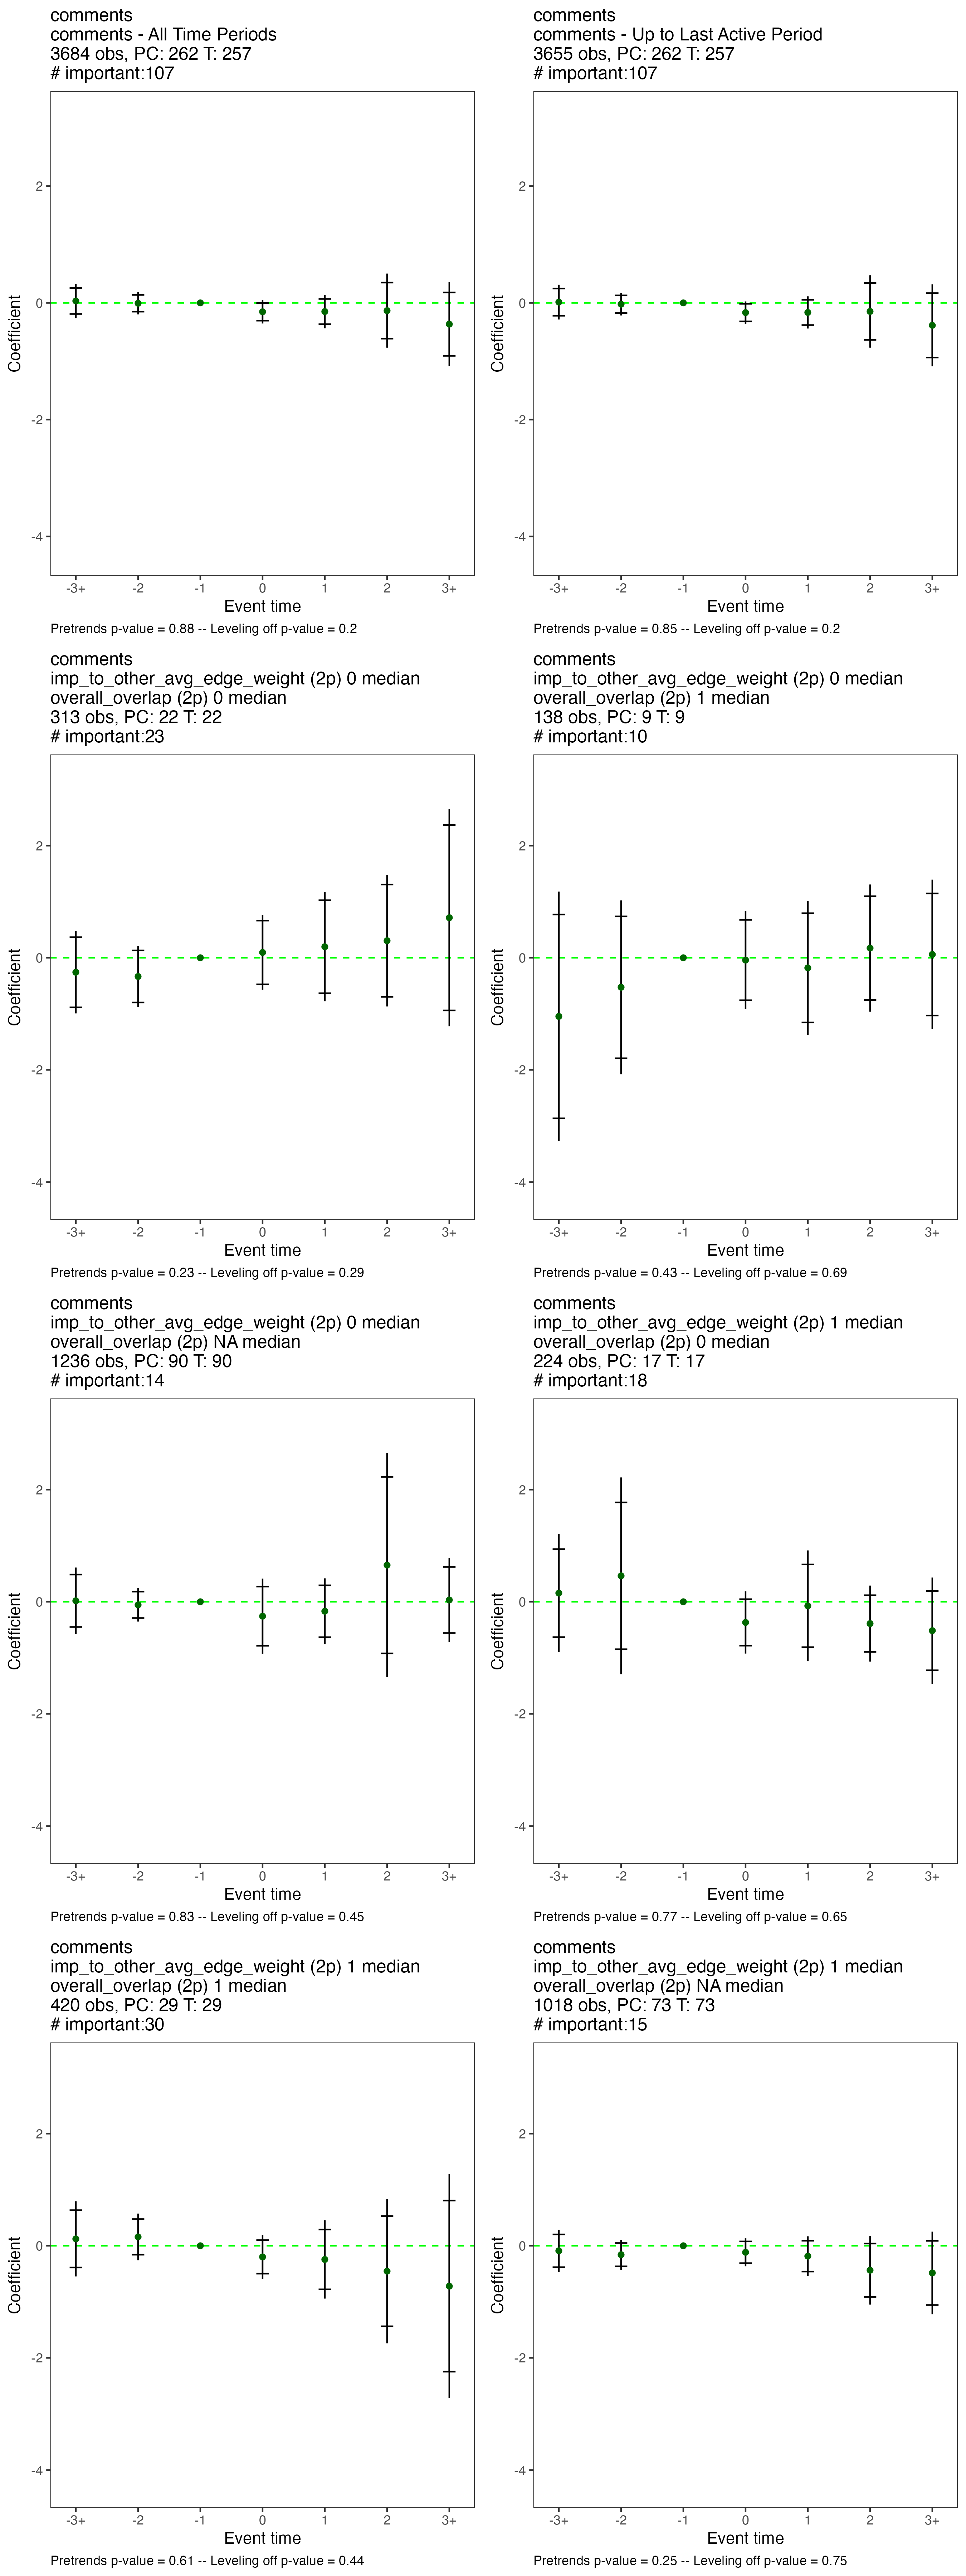 comments
comments - All Time Periods
3684 obs, PC: 262 T: 257
# important:107
2
0
-2
-4
Coefficient
-3+ -2 -1 0 1 2 3+
Event time
Pretrends p-value = 0.88 -- Leveling off p-value = 0.2
comments
comments - Up to Last Active Period
3655 obs, PC: 262 T: 257
# important:107
2
0
-2
-4
Coefficient
-3+ -2 -1 0 1 2 3+
Event time
Pretrends p-value = 0.85 -- Leveling off p-value = 0.2
comments
imp_to_other_avg_edge_weight (2p) 0 median
overall_overlap (2p) 0 median
313 obs, PC: 22 T: 22
# important:23
2
0
-2
-4
Coefficient
-3+ -2 -1 0 1 2 3+
Event time
Pretrends p-value = 0.23 -- Leveling off p-value = 0.29
comments
imp_to_other_avg_edge_weight (2p) 0 median
overall_overlap (2p) 1 median
138 obs, PC: 9 T: 9
# important:10
2
0
-2
-4
Coefficient
-3+ -2 -1 0 1 2 3+
Event time
Pretrends p-value = 0.43 -- Leveling off p-value = 0.69
comments
imp_to_other_avg_edge_weight (2p) 0 median
overall_overlap (2p) NA median
1236 obs, PC: 90 T: 90
# important:14
2
0
-2
-4
Coefficient
-3+ -2 -1 0 1 2 3+
Event time
Pretrends p-value = 0.83 -- Leveling off p-value = 0.45
comments
imp_to_other_avg_edge_weight (2p) 1 median
overall_overlap (2p) 0 median
224 obs, PC: 17 T: 17
# important:18
2
0
-2
-4
Coefficient
-3+ -2 -1 0 1 2 3+
Event time
Pretrends p-value = 0.77 -- Leveling off p-value = 0.65
comments
imp_to_other_avg_edge_weight (2p) 1 median
overall_overlap (2p) 1 median
420 obs, PC: 29 T: 29
# important:30
2
0
-2
-4
Coefficient
-3+ -2 -1 0 1 2 3+
Event time
Pretrends p-value = 0.61 -- Leveling off p-value = 0.44
comments
imp_to_other_avg_edge_weight (2p) 1 median
overall_overlap (2p) NA median
1018 obs, PC: 73 T: 73
# important:15
2
0
-2
-4
Coefficient
-3+ -2 -1 0 1 2 3+
Event time
Pretrends p-value = 0.25 -- Leveling off p-value = 0.75